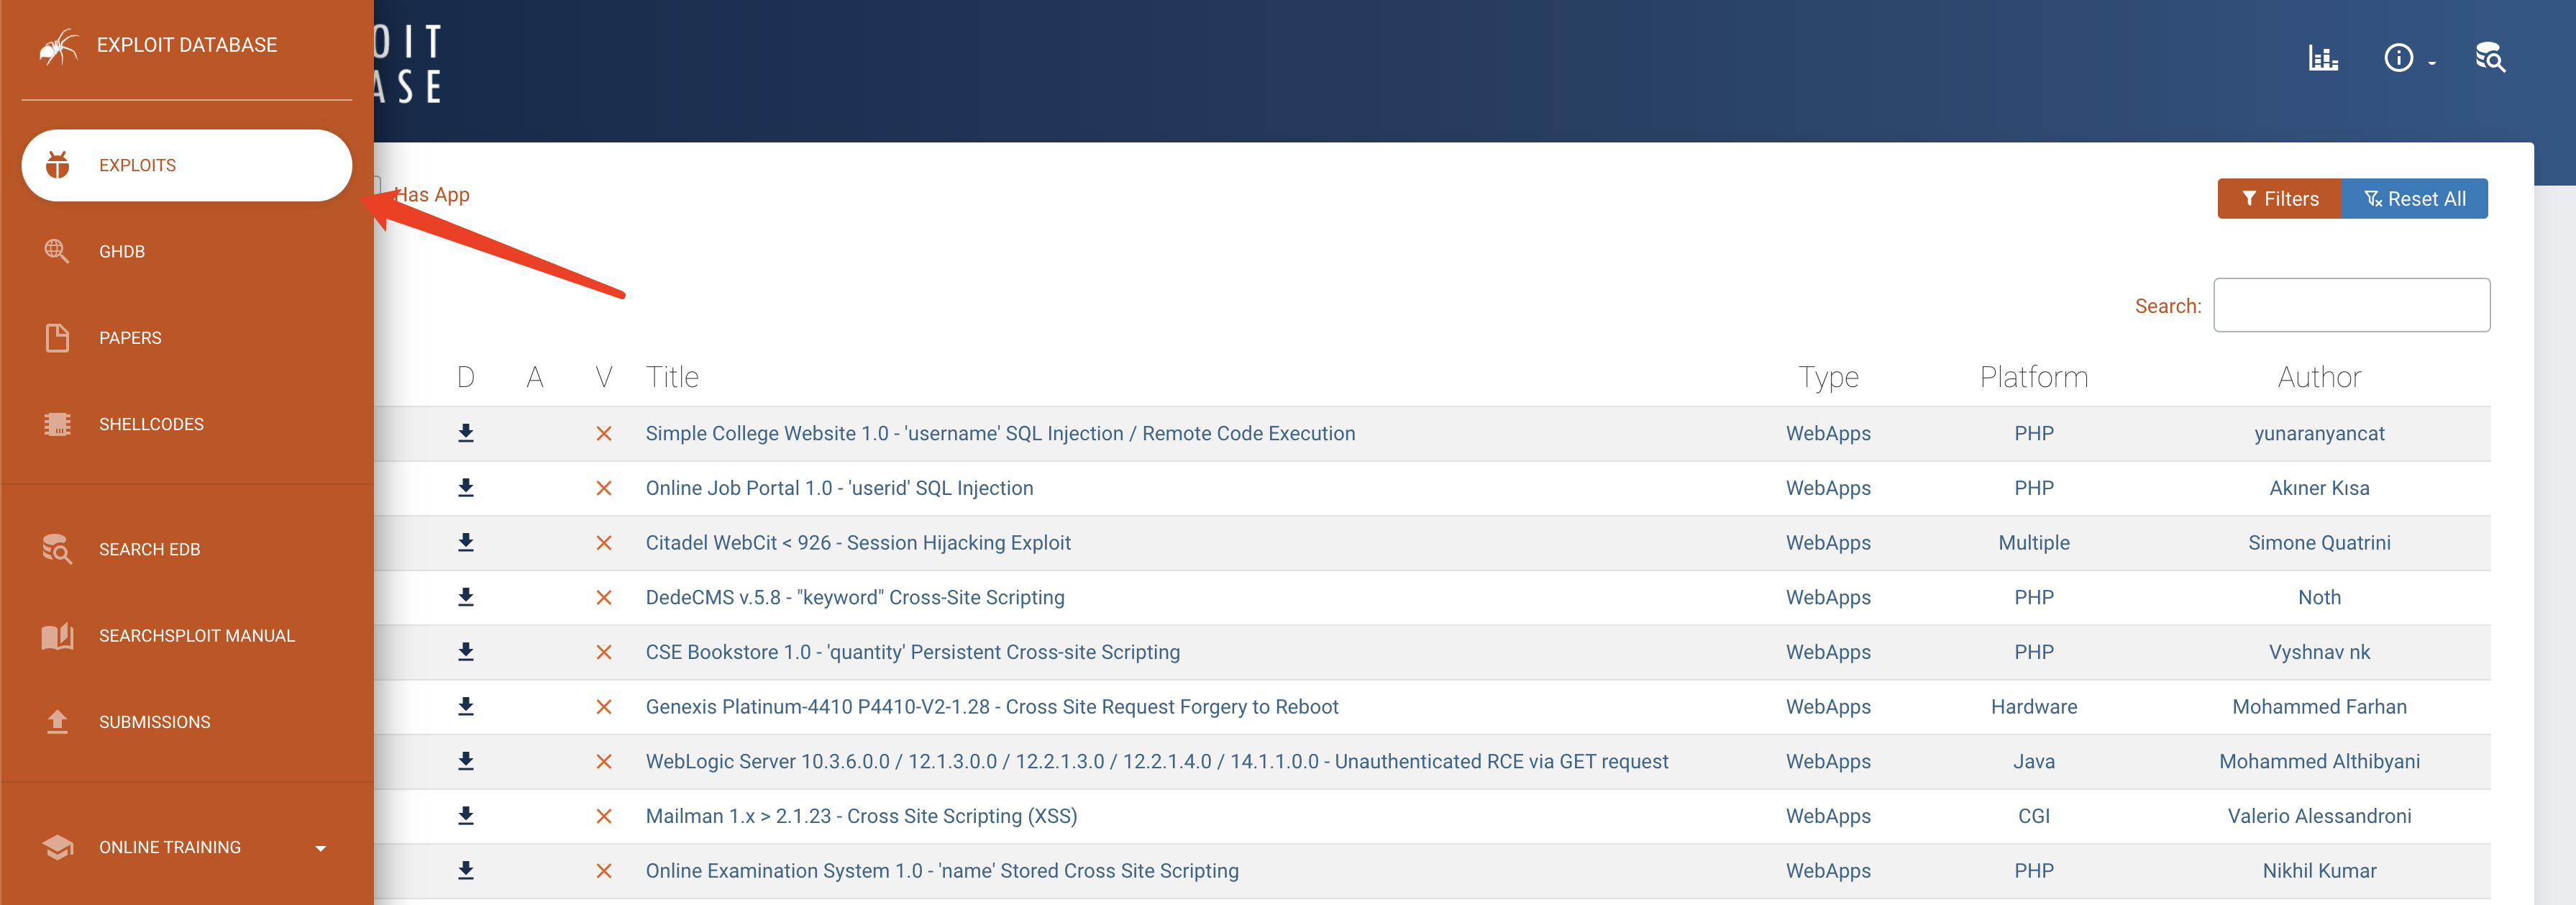 EXPLOIT DATABASE
OIT
ASE
EXPLOITS
GHDB
PAPERS
SHELLCODES
SEARCH EDB
SEARCHSPLOIT MANUAL
SUBMISSIONS
ONLINE TRAINING
Has App
Filters
Reset All
Search:
D A V Title Type Platform Author
Simple College Website 1.0 - 'username' SQL Injection / Remote Code Execution WebApps PHP yunaranyancat
Online Job Portal 1.0 - 'userid' SQL Injection WebApps PHP Akıner Kısa
Citadel WebCit < 926 - Session Hijacking Exploit WebApps Multiple Simone Quatrini
DedeCMS v.5.8 - "keyword" Cross-Site Scripting WebApps PHP Noth
CSE Bookstore 1.0 - 'quantity' Persistent Cross-site Scripting WebApps PHP Vyshnav nk
Genexis Platinum-4410 P4410-V2-1.28 - Cross Site Request Forgery to Reboot WebApps Hardware Mohammed Farhan
WebLogic Server 10.3.6.0.0 / 12.1.3.0.0 / 12.2.1.3.0 / 12.2.1.4.0 / 14.1.1.0.0 - Unauthenticated RCE via GET request WebApps Java Mohammed Althibyani
Mailman 1.x > 2.1.23 - Cross Site Scripting (XSS) WebApps CGI Valerio Alessandroni
Online Examination System 1.0 - 'name' Stored Cross Site Scripting WebApps PHP Nikhil Kumar